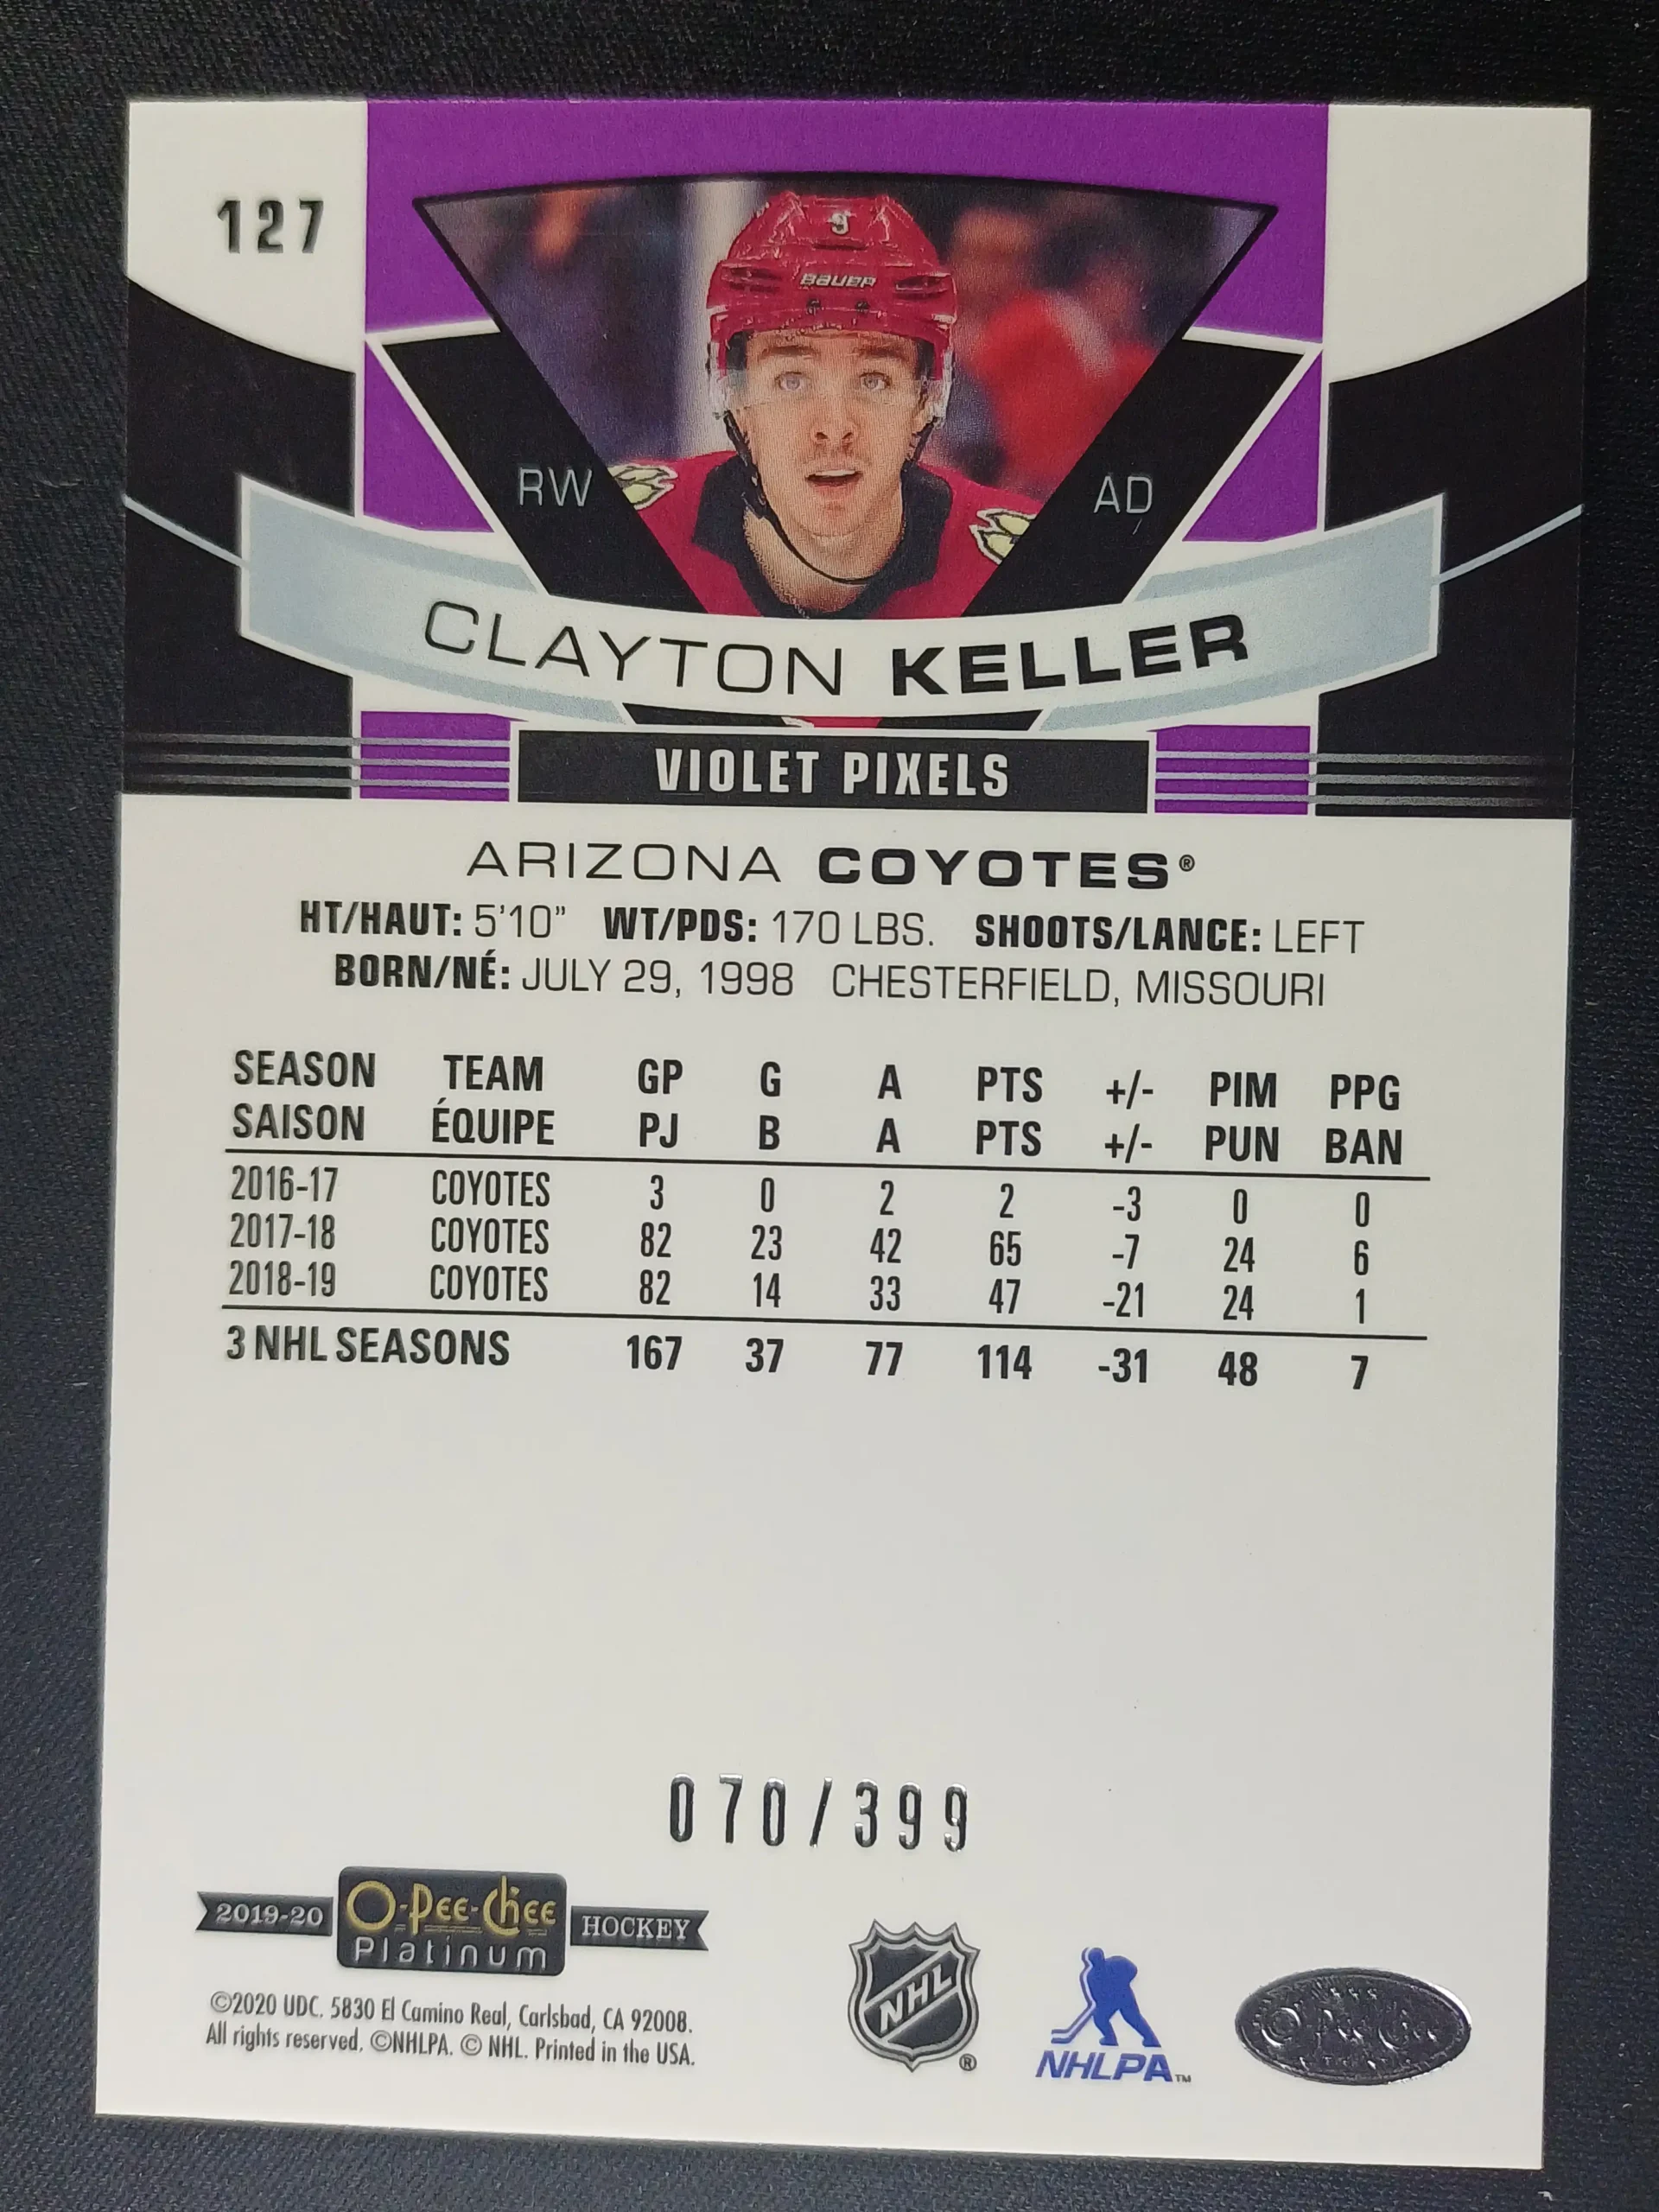 127
9
BAUER
RW AD
CLAYTON KELLER
VIOLET PIXELS
ARIZONA COYOTES®
HT/HAUT: 5'10" WT/PDS: 170 LBS. SHOOTS/LANCE: LEFT
BORN/NÉ: JULY 29, 1998 CHESTERFIELD, MISSOURI
SEASON TEAM GP G A PTS +/- PIM PPG
SAISON ÉQUIPE PJ B A PTS +/- PUN BAN
2016-17 COYOTES 3 0 2 2 -3 0 0
2017-18 COYOTES 82 23 42 65 -7 24 6
2018-19 COYOTES 82 14 33 47 -21 24 1
3 NHL SEASONS 167 37 77 114 -31 48 7
070/399
2019-20 O-Pee-Chee HOCKEY
Platinum
©2020 UDC. 5830 El Camino Real, Carlsbad, CA 92008.
All rights reserved. ©NHLPA. © NHL. Printed in the USA.
NHL ®
NHLPA™
O-Pee-Chee